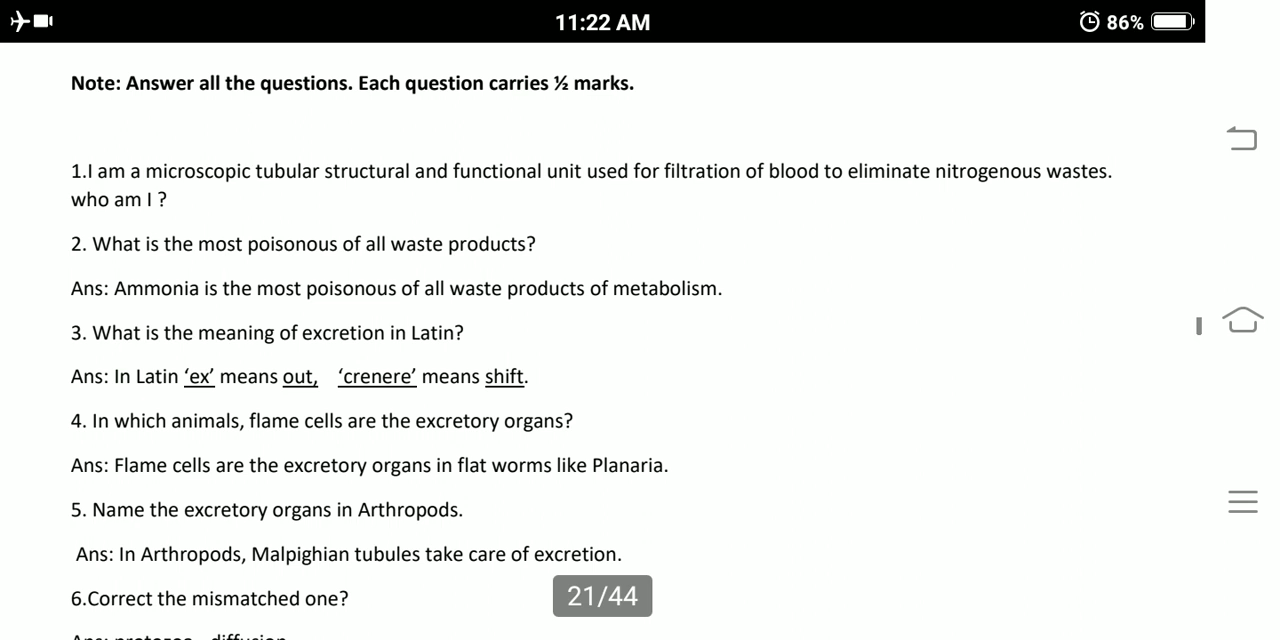 11:22 AM
86%
Note: Answer all the questions. Each question carries ½ marks.
1.I am a microscopic tubular structural and functional unit used for filtration of blood to eliminate nitrogenous wastes.
who am I ?
2. What is the most poisonous of all waste products?
Ans: Ammonia is the most poisonous of all waste products of metabolism.
3. What is the meaning of excretion in Latin?
Ans: In Latin ‘ex’ means out, ‘crenere’ means shift.
4. In which animals, flame cells are the excretory organs?
Ans: Flame cells are the excretory organs in flat worms like Planaria.
5. Name the excretory organs in Arthropods.
Ans: In Arthropods, Malpighian tubules take care of excretion.
6.Correct the mismatched one?
21/44